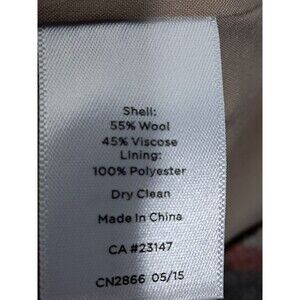 Shell:
55% Wool
45% Viscose
Lining:
100% Polyester
Dry Clean
Made In China
CA #23147
CN2866 05/15